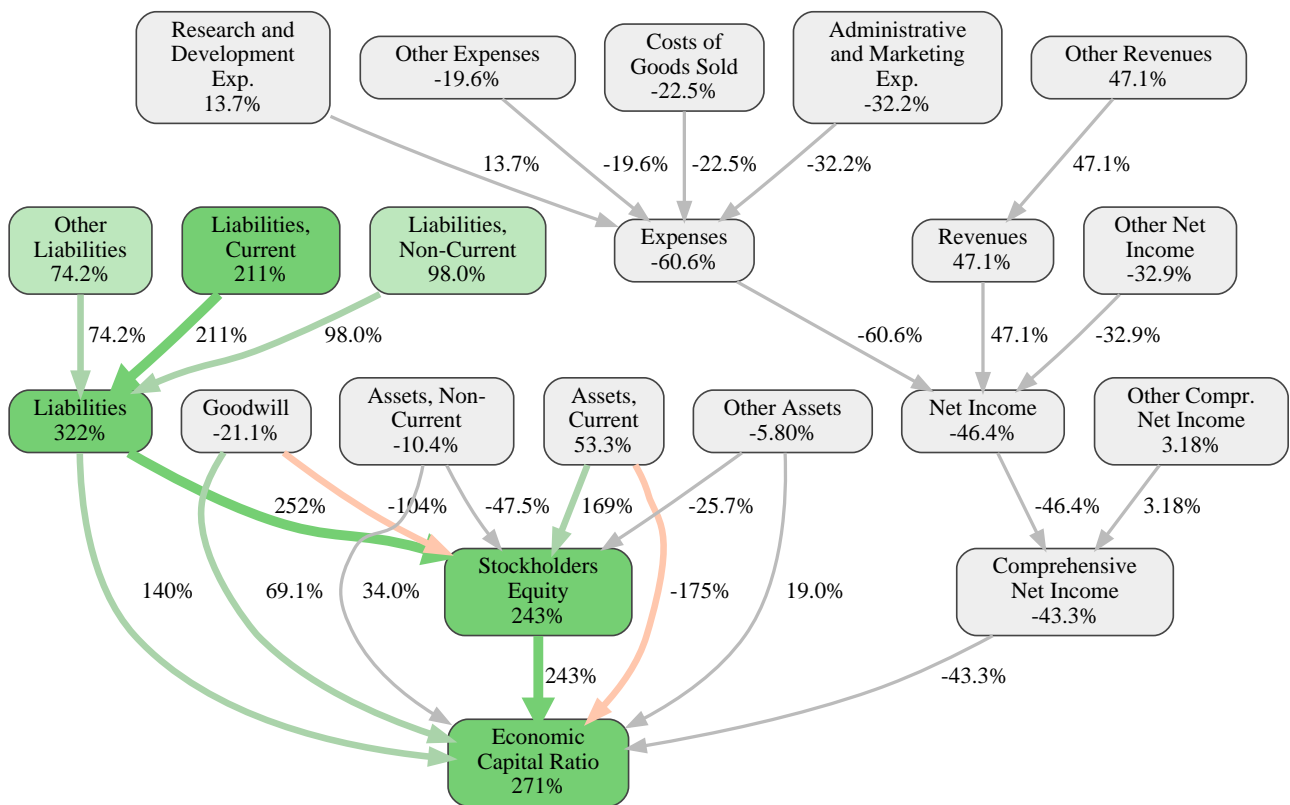 Research and
Development
Exp.
13.7%
Other Expenses
-19.6%
Costs of
Goods Sold
-22.5%
Administrative
and Marketing
Exp.
-32.2%
Other Revenues
47.1%
13.7%
-19.6%
-22.5%
-32.2%
47.1%
Other
Liabilities
74.2%
Liabilities,
Current
211%
Liabilities,
Non-Current
98.0%
Expenses
-60.6%
Revenues
47.1%
Other Net
Income
-32.9%
74.2%
211%
98.0%
-60.6%
47.1%
-32.9%
Liabilities
322%
Goodwill
-21.1%
Assets, Non-
Current
-10.4%
Assets,
Current
53.3%
Other Assets
-5.80%
Net Income
-46.4%
Other Compr.
Net Income
3.18%
252%
-104%
-47.5%
169%
-25.7%
-46.4%
3.18%
Stockholders
Equity
243%
Comprehensive
Net Income
-43.3%
140%
69.1%
34.0%
-175%
19.0%
243%
-43.3%
Economic
Capital Ratio
271%